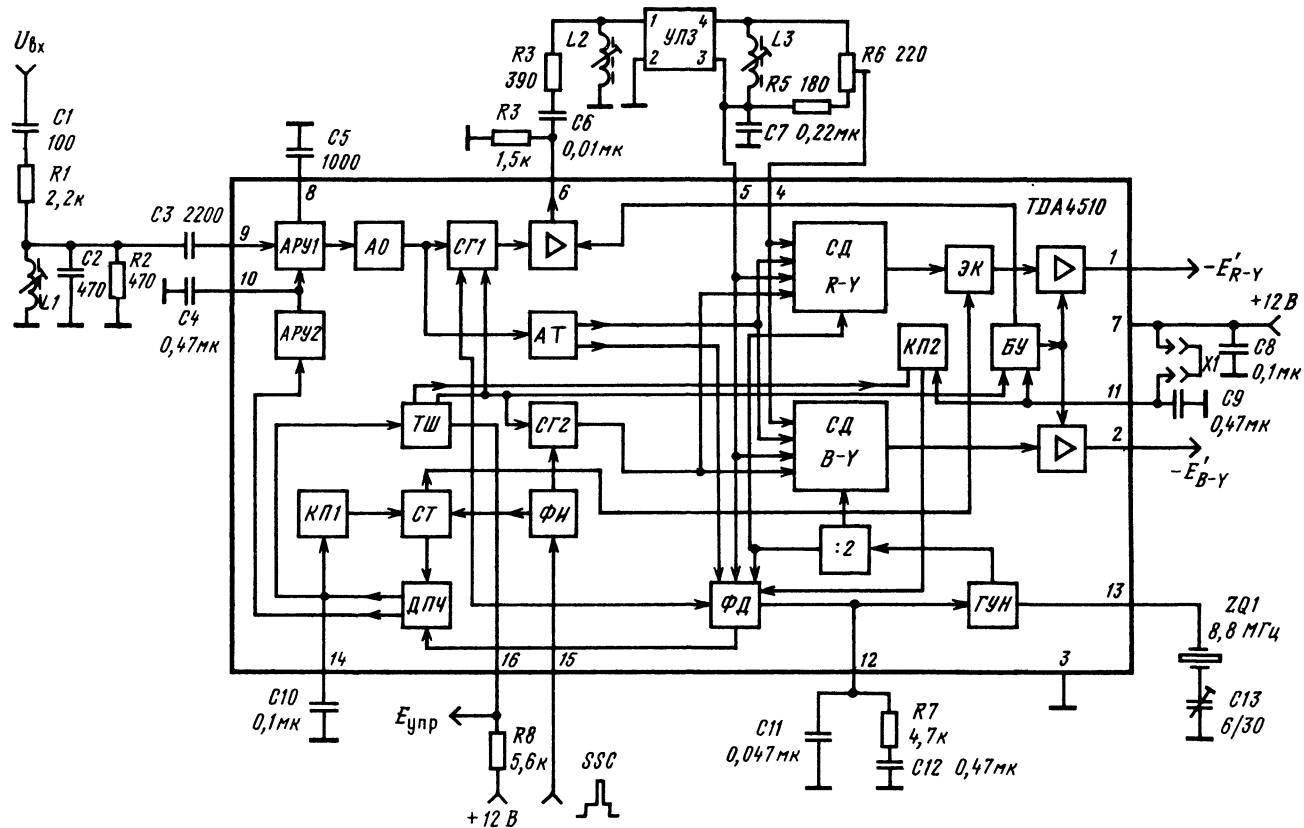 Uвх
C1
100
R1
2,2к
L1
C2
470
R2
470
C3 2200
C4
0,47мк
C5
1000
R3
390
R3
1,5к
C6
0,01мк
L2
1
2
4
3
УЛЗ
L3
R5 180
R6 220
C7 0,22мк
8
6
5
4
TDA4510
9
10
АРУ1
АО
СГ1
СД
R-Y
ЭК
1
-E'R-Y
+12 В
7
АРУ2
АТ
КП2
БУ
X1
C8
0,1мк
11
C9
0,47мк
ТШ
СГ2
СД
B-Y
2
-E'B-Y
КП1
СТ
ФИ
:2
ДПЧ
ФД
ГУН
13
ZQ1
8,8 МГц
14
16
15
12
3
C10
0,1мк
Eупр
R8
5,6к
+12 В
SSC
C11
0,047мк
R7
4,7к
C12 0,47мк
C13
6/30